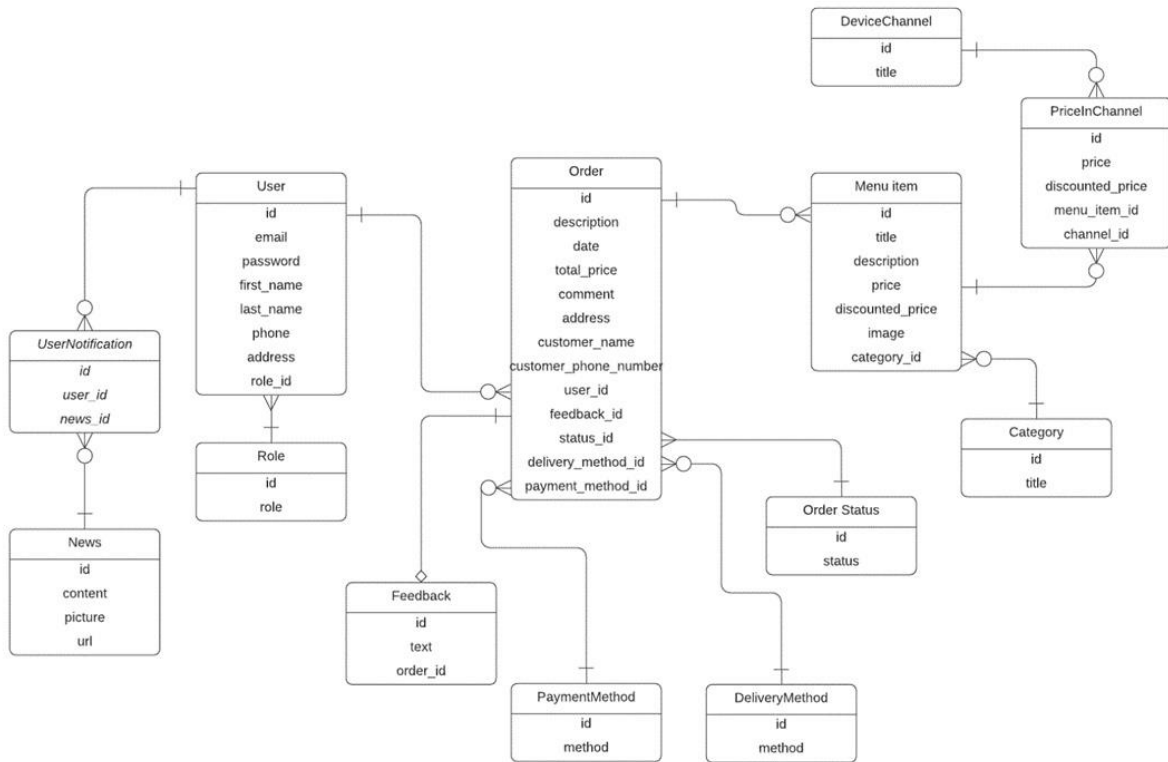 DeviceChannel
id
title
PriceInChannel
id
price
discounted_price
menu_item_id
channel_id
User
id
email
password
first_name
last_name
phone
address
role_id
Order
id
description
date
total_price
comment
address
customer_name
customer_phone_number
user_id
feedback_id
status_id
delivery_method_id
payment_method_id
Menu item
id
title
description
price
discounted_price
image
category_id
UserNotification
id
user_id
news_id
Role
id
role
Category
id
title
News
id
content
picture
url
Order Status
id
status
Feedback
id
text
order_id
PaymentMethod
id
method
DeliveryMethod
id
method